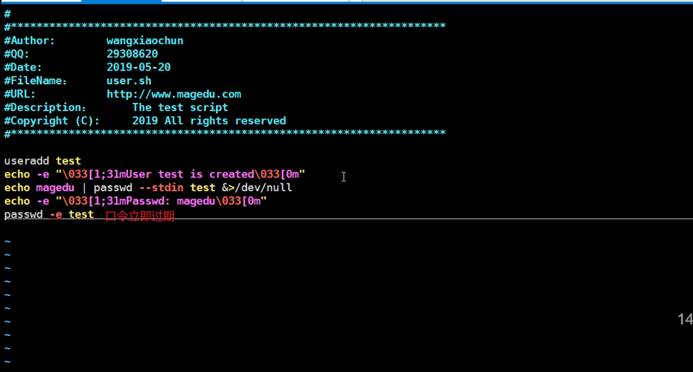 #
#********************************************************************
#Author: wangxiaochun
#QQ: 29308620
#Date: 2019-05-20
#FileName: user.sh
#URL: http://www.magedu.com
#Description: The test script
#Copyright (C): 2019 All rights reserved
#********************************************************************
useradd test
echo -e "\033[1;31mUser test is created\033[0m"
echo magedu | passwd --stdin test &>/dev/null
echo -e "\033[1;31mPasswd: magedu\033[0m"
passwd -e test 口令立即过期
~
~
~
~
~
~
14
~
~
~
~